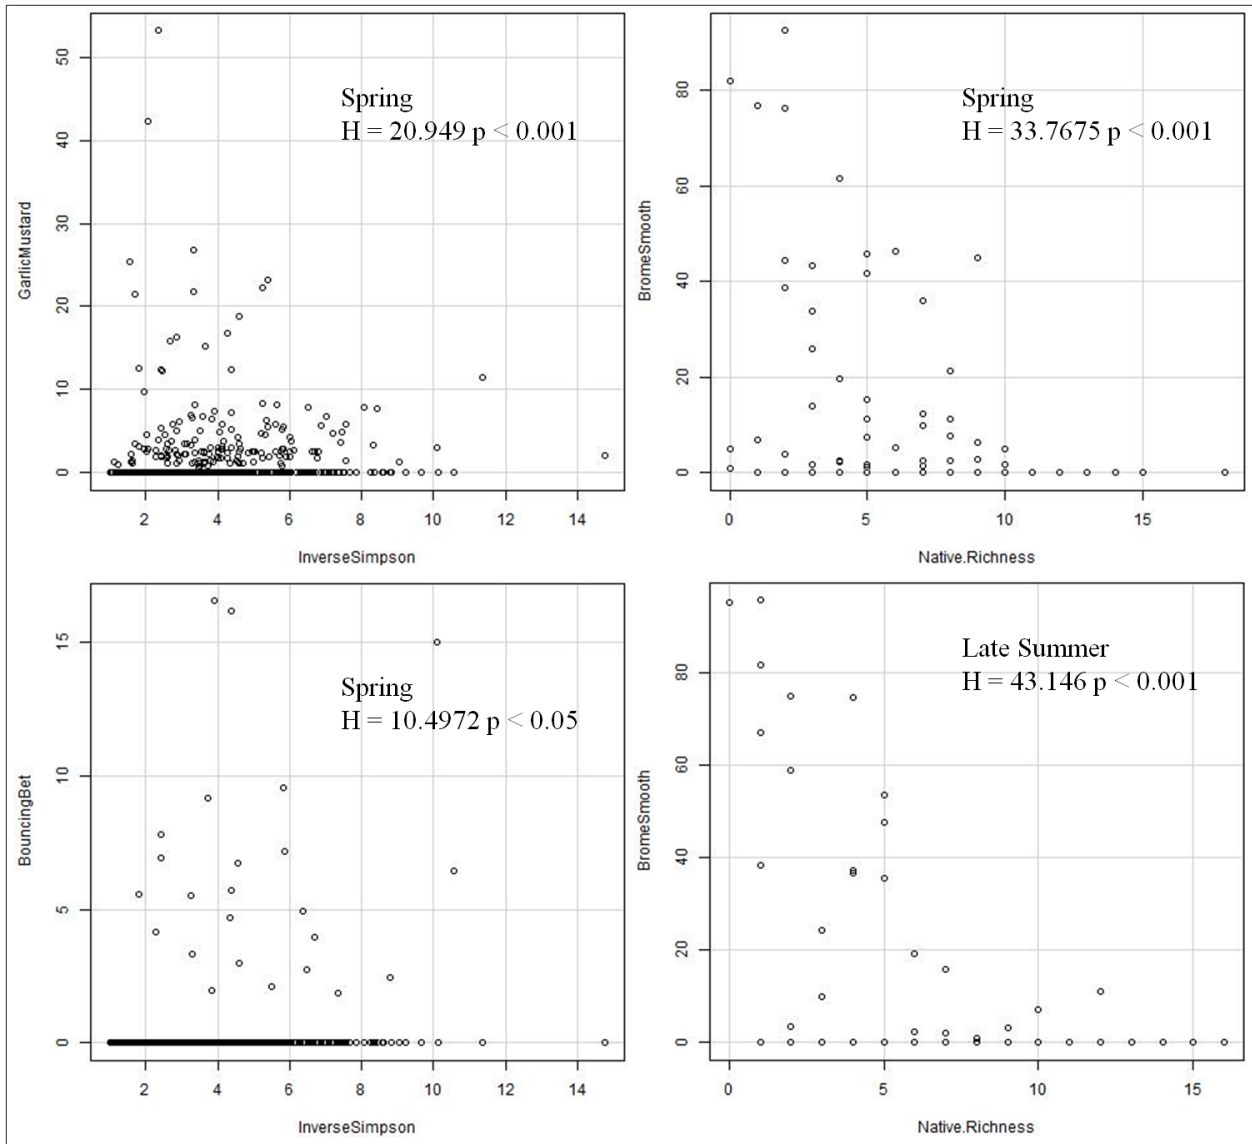 50
40
30
20
10
0
GarlicMustard
Spring
H = 20.949 p < 0.001
2 4 6 8 10 12 14
InverseSimpson
80
60
40
20
0
BromeSmooth
Spring
H = 33.7675 p < 0.001
0 5 10 15
Native.Richness
15
10
5
0
BouncingBet
Spring
H = 10.4972 p < 0.05
2 4 6 8 10 12 14
InverseSimpson
80
60
40
20
0
BromeSmooth
Late Summer
H = 43.146 p < 0.001
0 5 10 15
Native.Richness